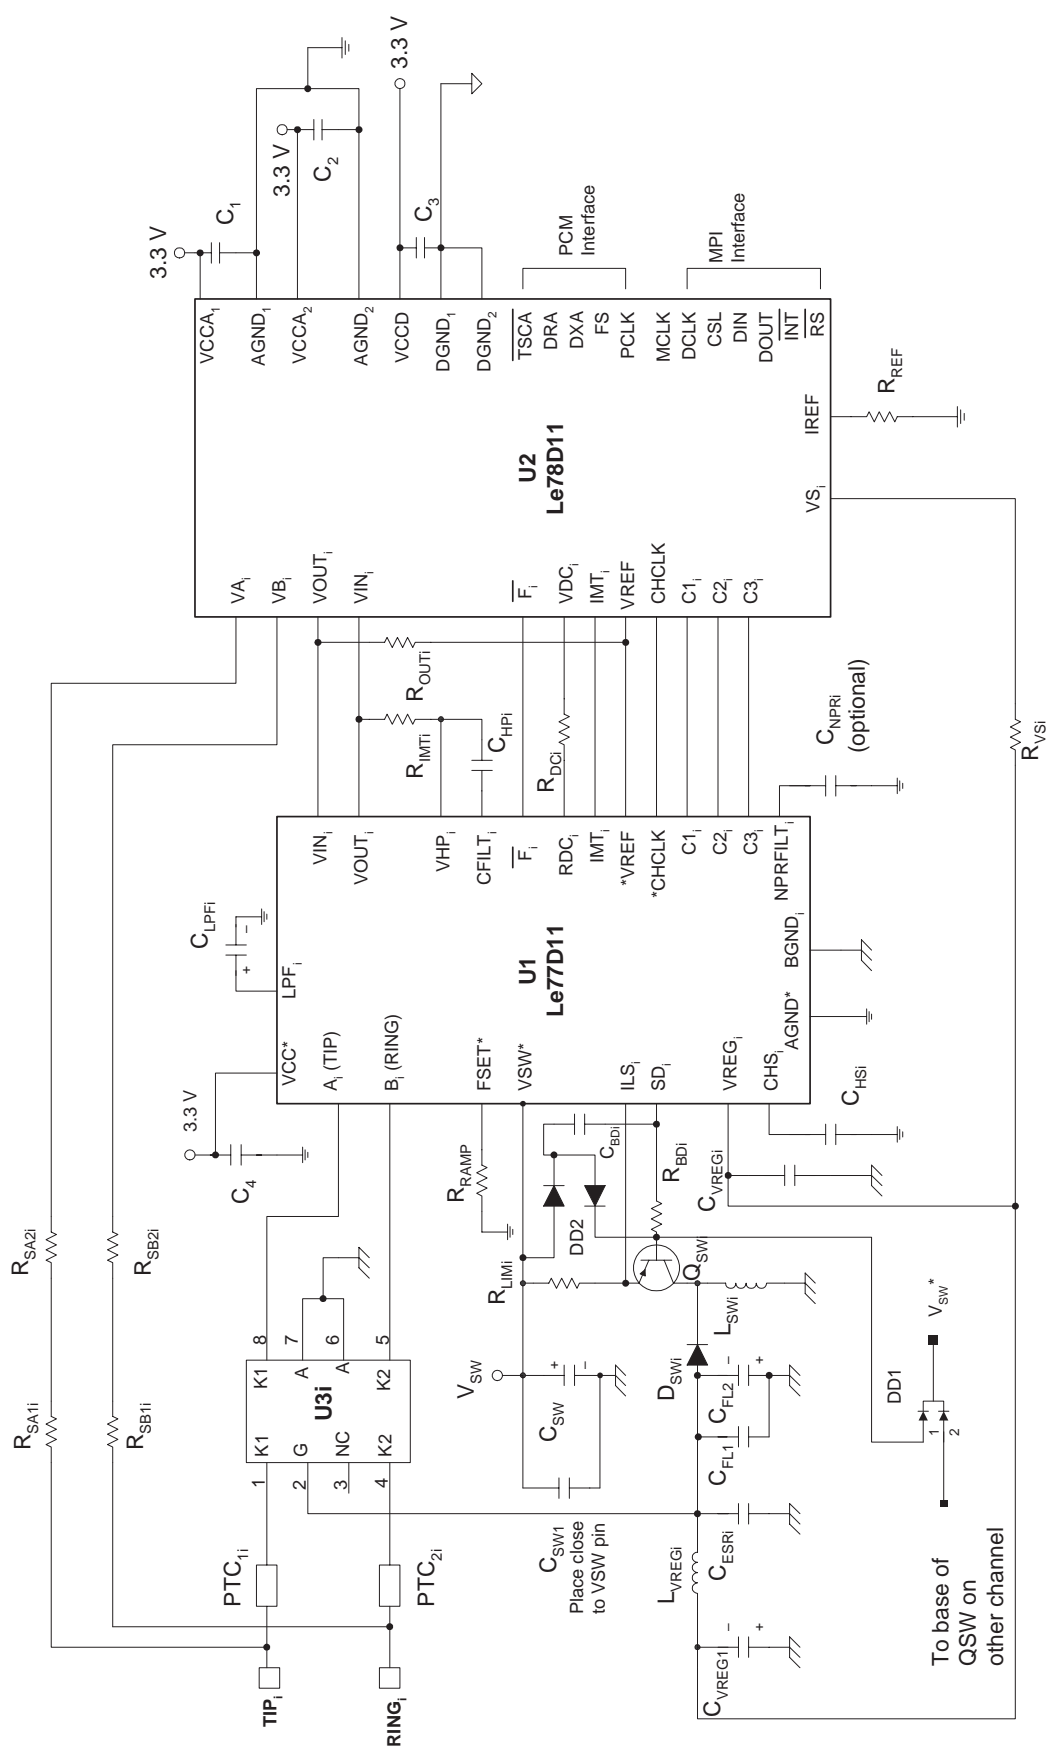 TIPi
RINGi
PTC1i
PTC2i
RSA1i
RSA2i
RSB1i
RSB2i
U3i
K1
G
NC
K2
1
2
3
4
K1
A
A
K2
8
7
6
5
3.3 V
C4
CLPFi
+
–
U1
Le77D11
VCC*
LPFi
Ai (TIP)
Bi (RING)
FSET*
VSW*
ILSi
SDi
VREGi
CHSi
AGND*
BGNDi
VINi
VOUTi
VHPi
CFILTi
Fi
RDCi
IMTi
*VREF
*CHCLK
C1i
C2i
C3i
NPRFILTi
RRAMP
RLIMi
DD2
CBDi
RBDi
QSWi
VSW
CSW
+
–
CSW1
Place close
to VSW pin
LSWi
DSWi
CFL2
–
+
CFL1
CESRi
LVREGi
CVREG1
–
+
CVREGi
CHSi
DD1
1
2
VSW*
To base of
QSW on
other channel
RVSi
CNPRi
(optional)
ROUTi
RIMTi
CHPi
RDCi
U2
Le78D11
VAi
VBi
VOUTi
VINi
Fi
VDCi
IMTi
VREF
CHCLK
C1i
C2i
C3i
VSi
IREF
RREF
VCCA1
AGND1
VCCA2
AGND2
VCCD
DGND1
DGND2
TSCA
DRA
DXA
FS
PCLK
MCLK
DCLK
CSL
DIN
DOUT
INT
RS
PCM
Interface
MPI
Interface
3.3 V
C1
3.3 V
C2
3.3 V
C3